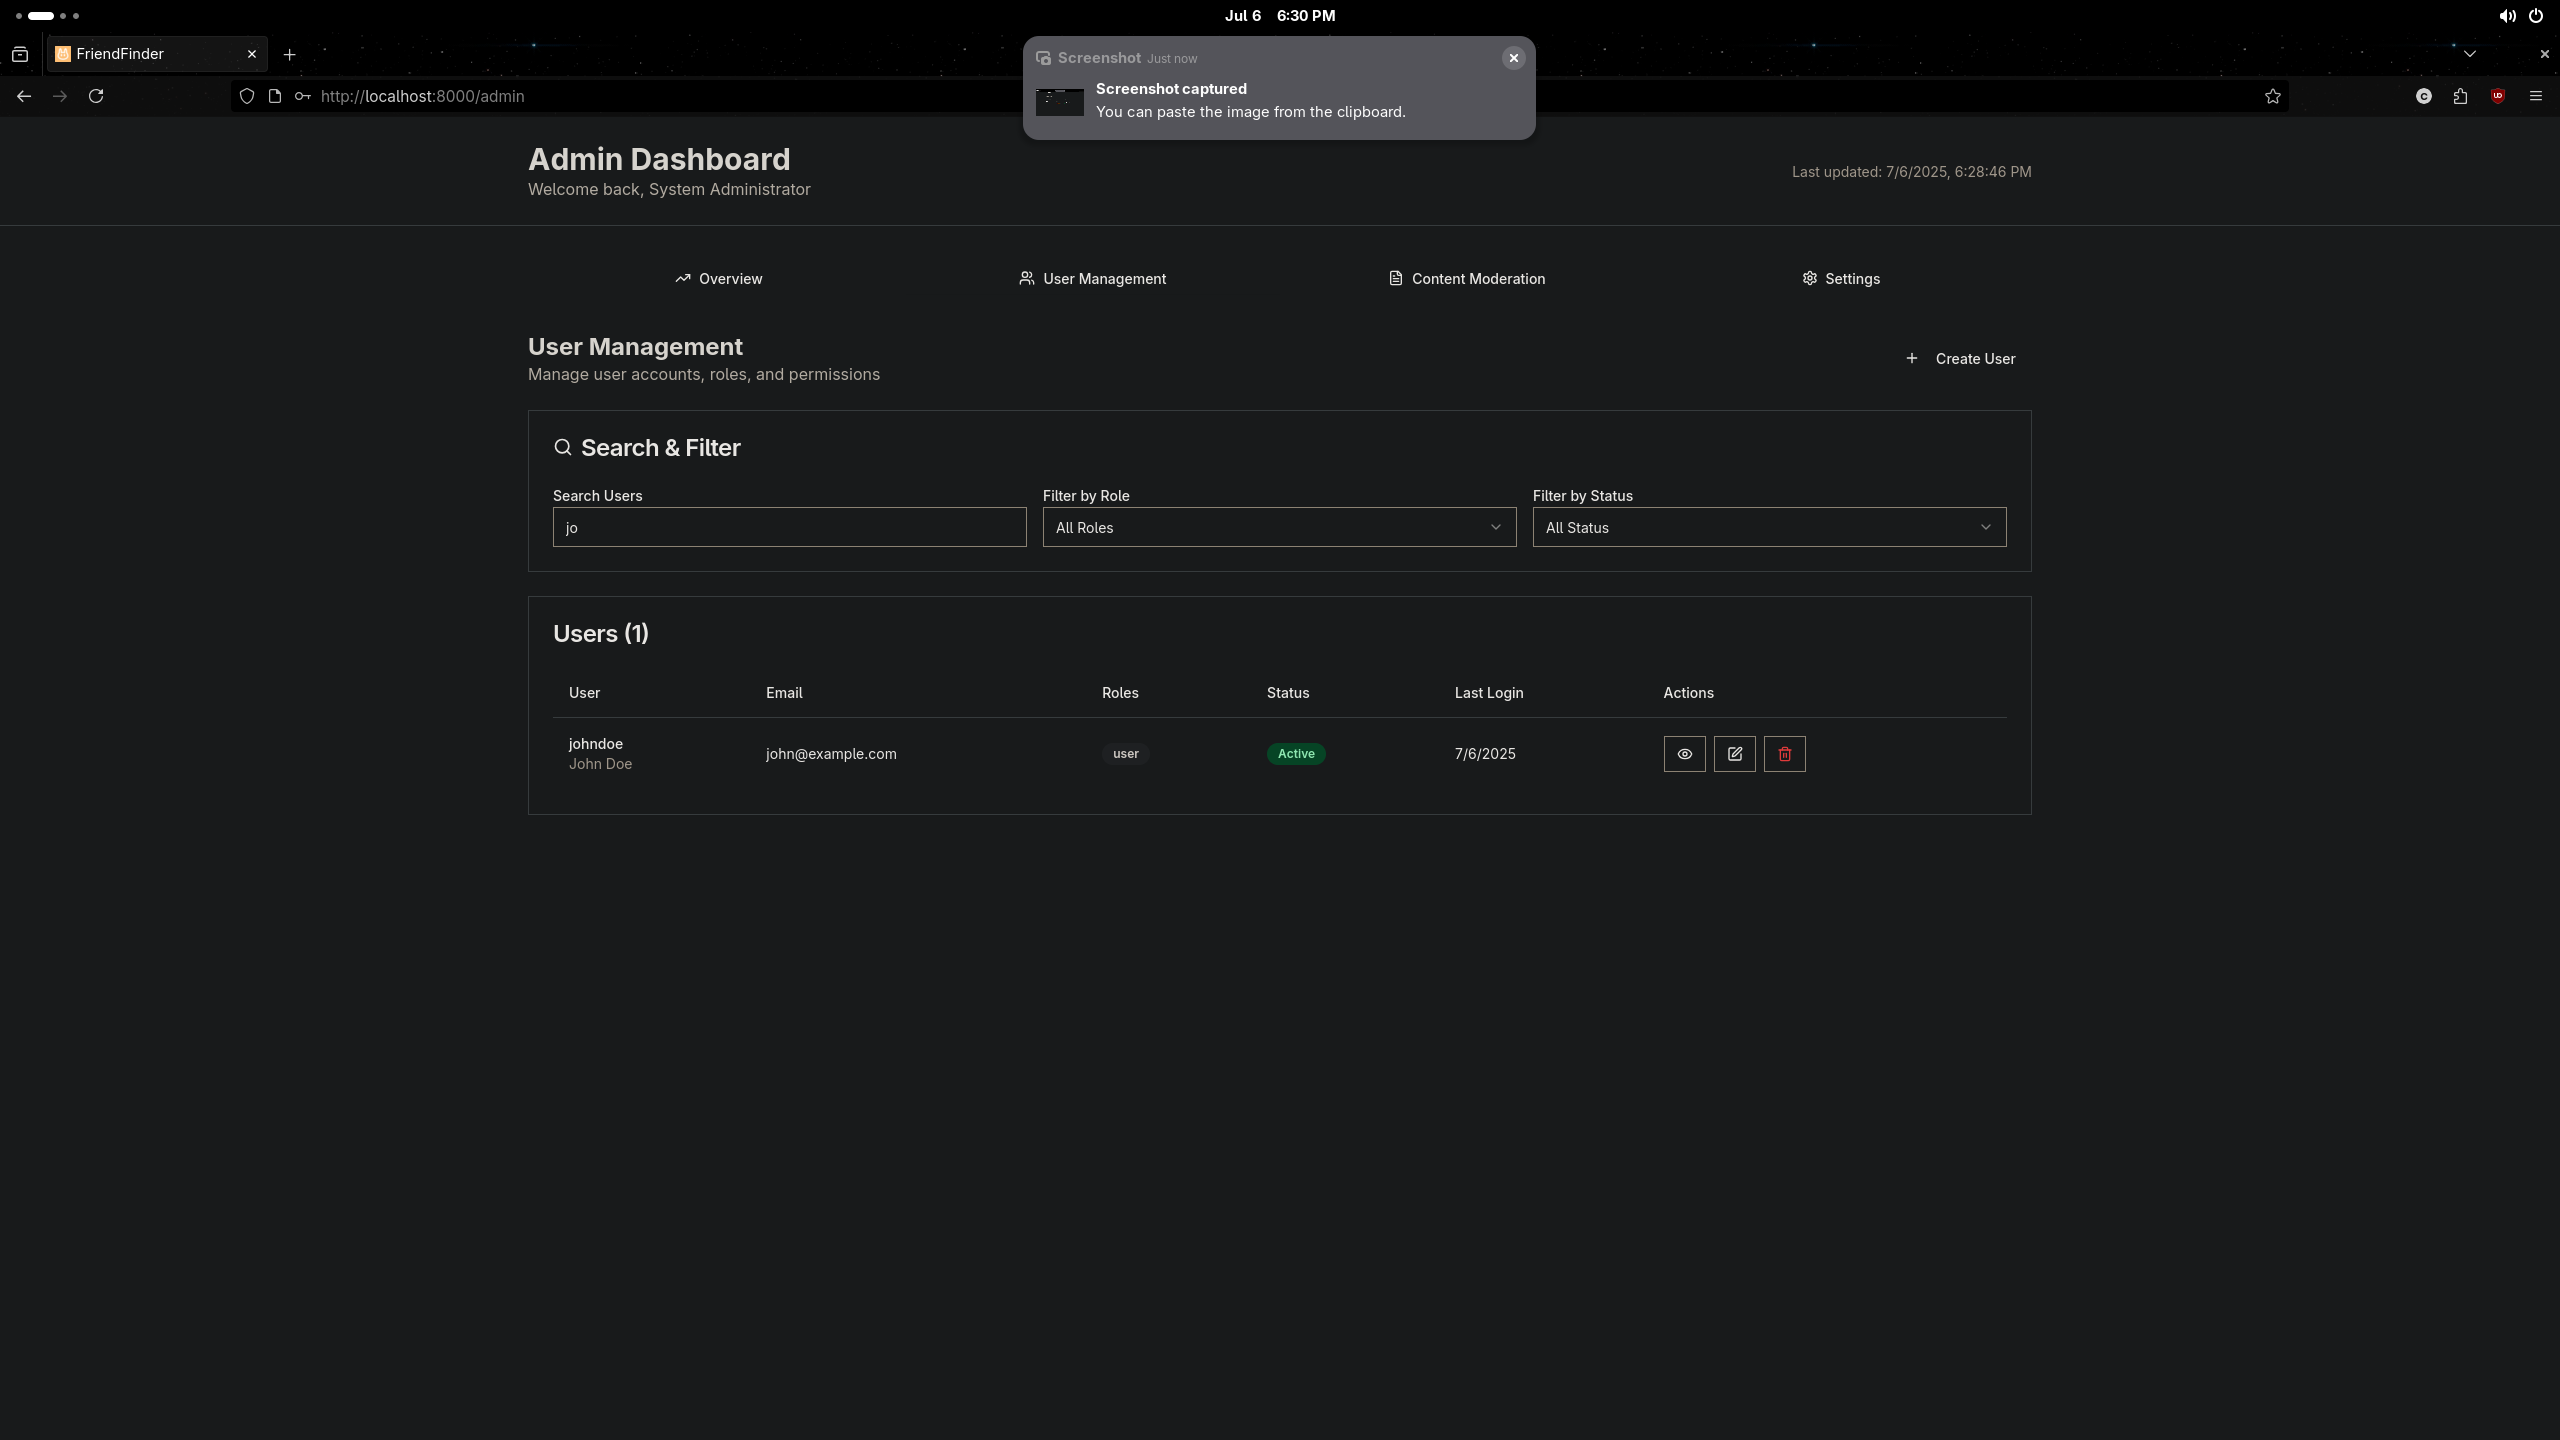 Jul 6 6:30 PM
FriendFinder
Screenshot Just now
Screenshot captured
You can paste the image from the clipboard.
http://localhost:8000/admin
Admin Dashboard
Welcome back, System Administrator
Last updated: 7/6/2025, 6:28:46 PM
Overview User Management Content Moderation Settings
User Management
Manage user accounts, roles, and permissions
Create User
Search & Filter
Search Users Filter by Role Filter by Status
jo All Roles All Status
Users (1)
User Email Roles Status Last Login Actions
johndoe
John Doe
john@example.com user Active 7/6/2025